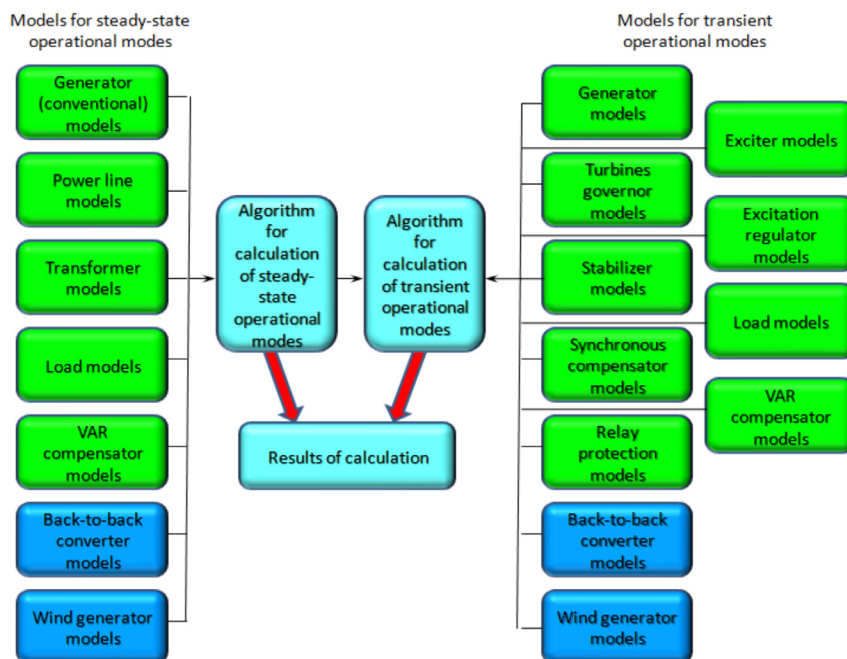 Models for steady-state
operational modes
Generator
(conventional)
models
Power line
models
Transformer
models
Load models
VAR
compensator
models
Back-to-back
converter
models
Wind generator
models
Algorithm
for
calculation
of steady-
state
operational
modes
Algorithm
for
calculation
of transient
operational
modes
Results of calculation
Models for transient
operational modes
Generator
models
Turbines
governor
models
Stabilizer
models
Synchronous
compensator
models
Relay
protection
models
Back-to-back
converter
models
Wind generator
models
Exciter models
Excitation
regulator
models
Load models
VAR
compensator
models